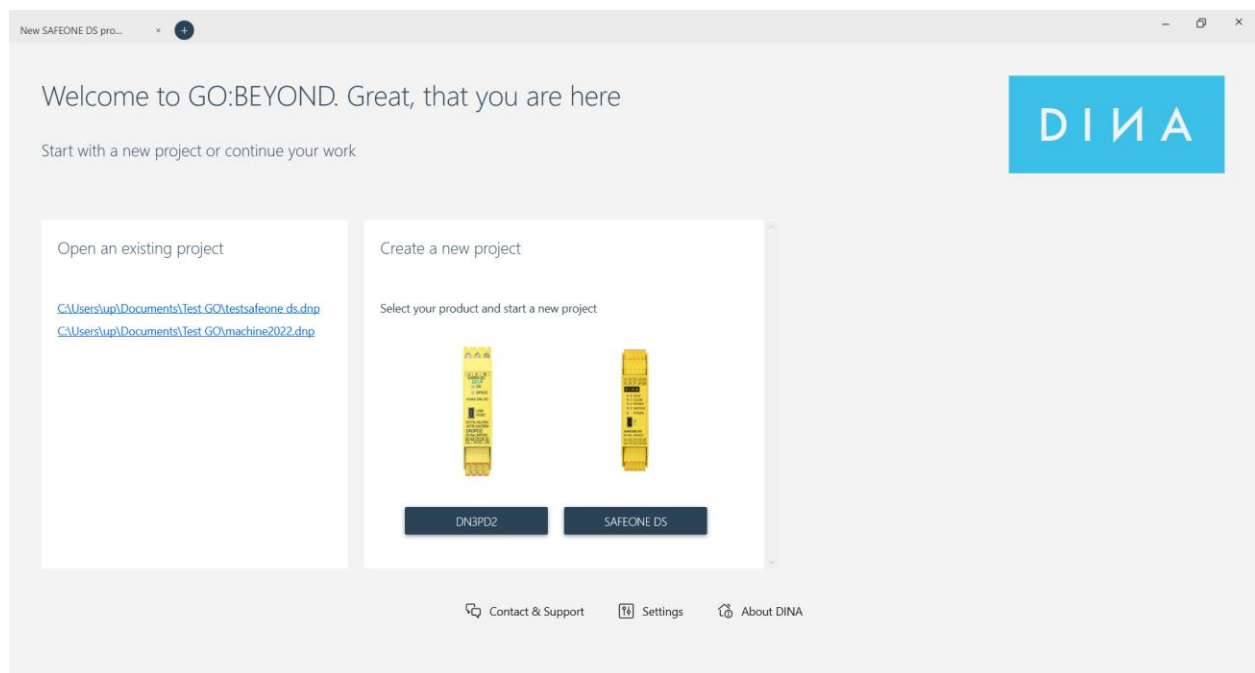 New SAFEONE DS pro...
Welcome to GO:BEYOND. Great, that you are here
Start with a new project or continue your work
DINA
Open an existing project
C:\Users\up\Documents\Test GO\testsafeone ds.dnp
C:\Users\up\Documents\Test GO\machine2022.dnp
Create a new project
Select your product and start a new project
DINA
DN3PD2
SAFEONE DS
Contact & Support
Settings
About DINA